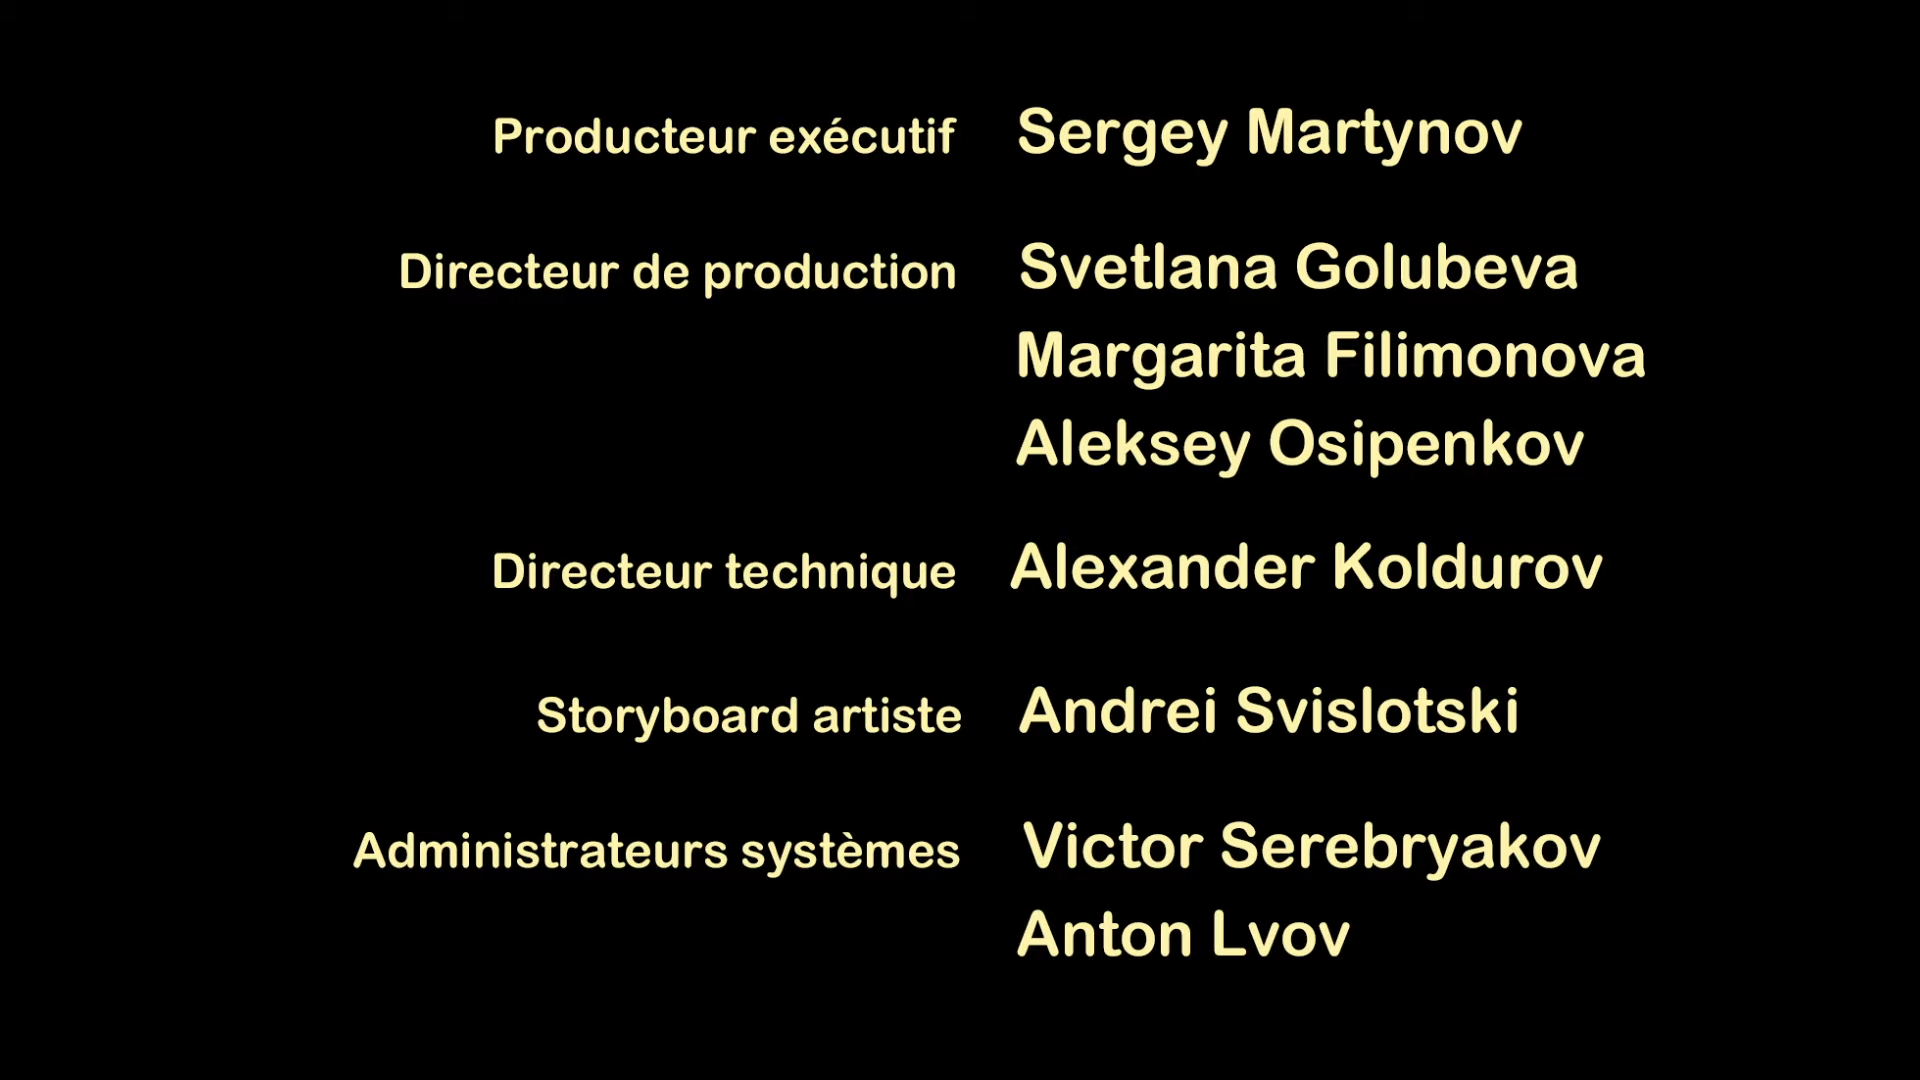 Producteur exécutif Sergey Martynov
Directeur de production Svetlana Golubeva
Margarita Filimonova
Aleksey Osipenkov
Directeur technique Alexander Koldurov
Storyboard artiste Andrei Svislotski
Administrateurs systèmes Victor Serebryakov
Anton Lvov